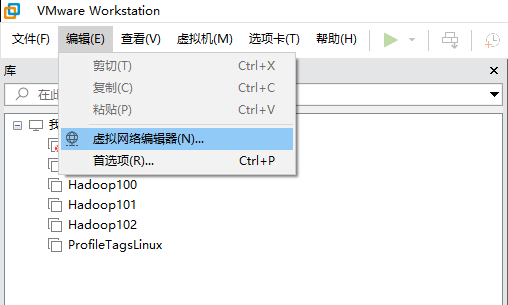 VMware Workstation
文件(F) 编辑(E) 查看(V) 虚拟机(M) 选项卡(T) 帮助(H)
库
剪切(T) Ctrl+X
在此
复制(C) Ctrl+C
粘贴(P) Ctrl+V
虚拟网络编辑器(N)...
首选项(R)... Ctrl+P
Hadoop100
Hadoop101
Hadoop102
ProfileTagsLinux